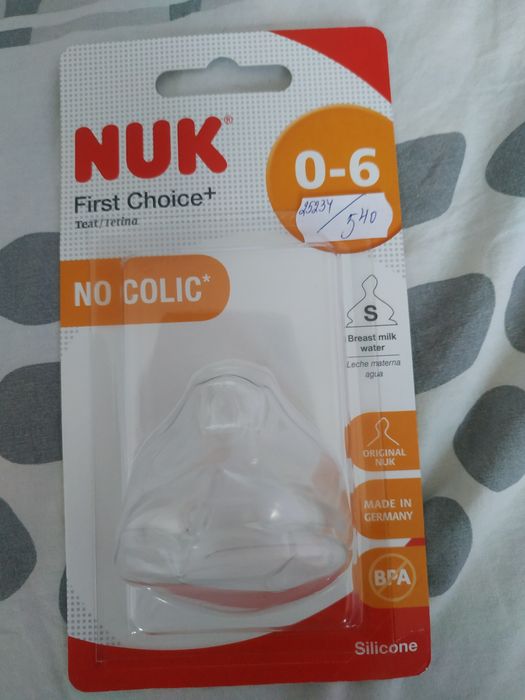 NUK®
First Choice+
Teat/Tetina
0-6
25234/540
NO COLIC*
S
Breast milk
water
Leche materna
agua
ORIGINAL
NUK
MADE IN
GERMANY
BPA
Silicone